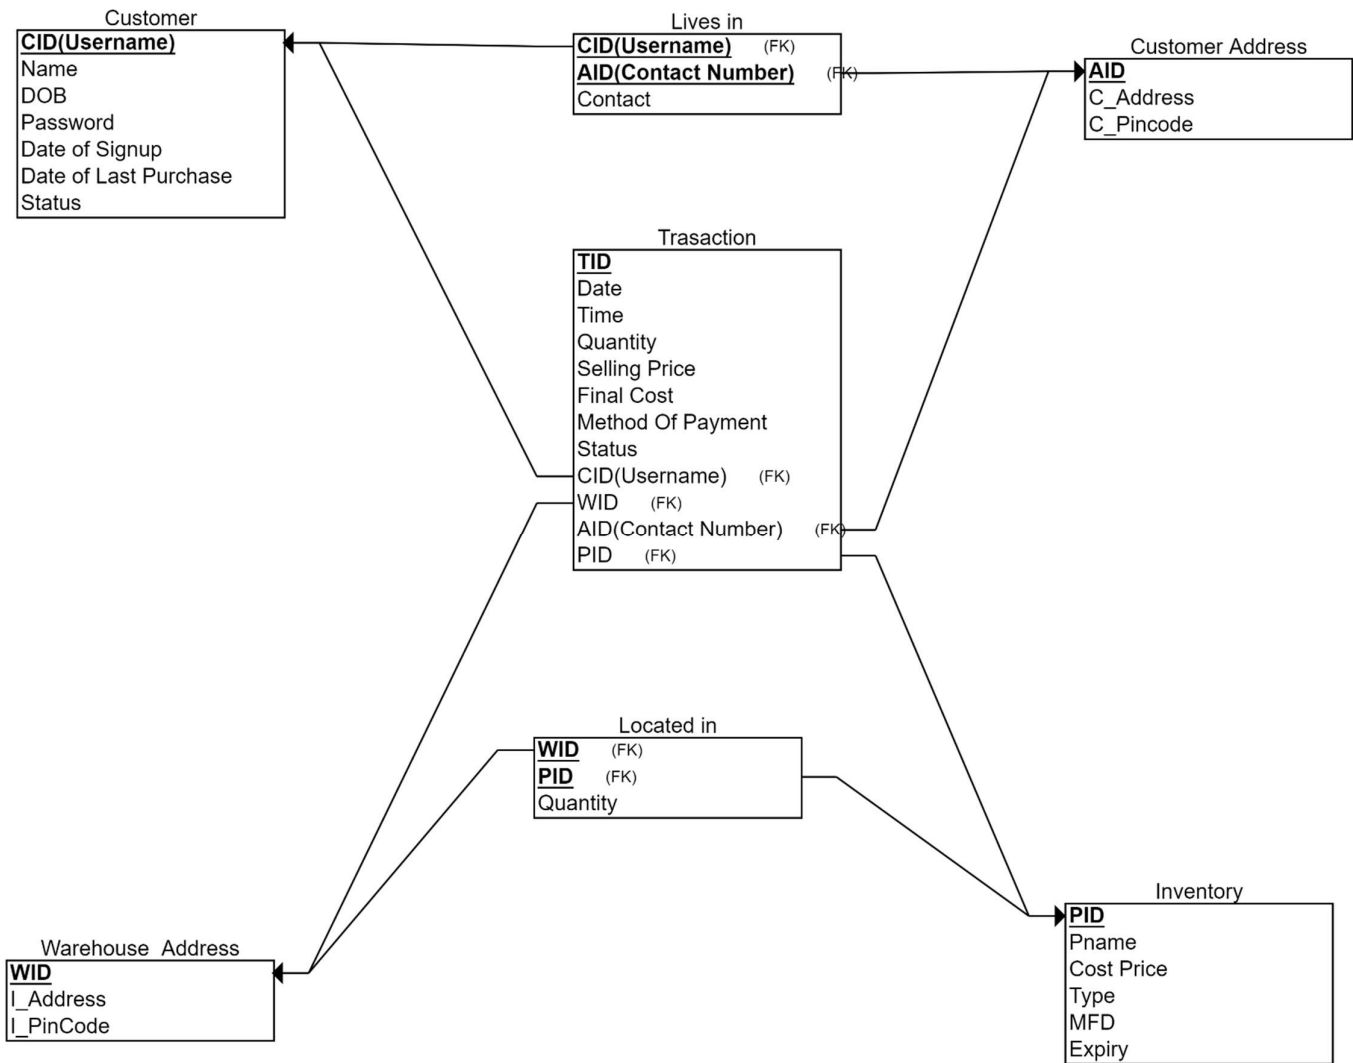 Customer
CID(Username)
Name
DOB
Password
Date of Signup
Date of Last Purchase
Status
Lives in
CID(Username) (FK)
AID(Contact Number) (FK)
Contact
Customer Address
AID
C_Address
C_Pincode
Trasaction
TID
Date
Time
Quantity
Selling Price
Final Cost
Method Of Payment
Status
CID(Username) (FK)
WID (FK)
AID(Contact Number) (FK)
PID (FK)
Located in
WID (FK)
PID (FK)
Quantity
Warehouse Address
WID
I_Address
I_PinCode
Inventory
PID
Pname
Cost Price
Type
MFD
Expiry